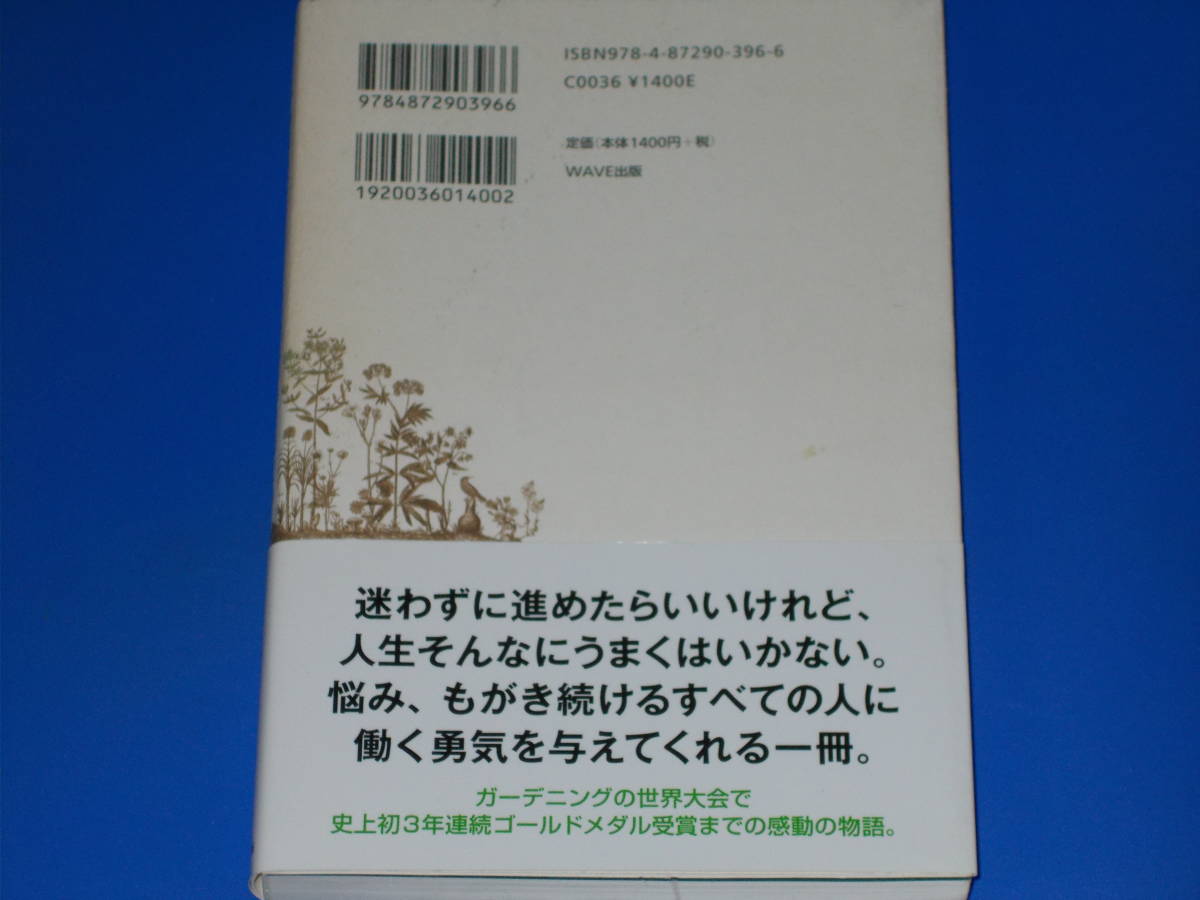 ISBN978-4-87290-396-6
C0036 ¥1400E
9784872903966
定価(本体1400円+税)
WAVE出版
1920036014002
迷わずに進めたらいいけれど、
人生そんなにうまくはいかない。
悩み、もがき続けるすべての人に
働く勇気を与えてくれる一冊。
ガーデニングの世界大会で
史上初3年連続ゴールドメダル受賞までの感動の物語。